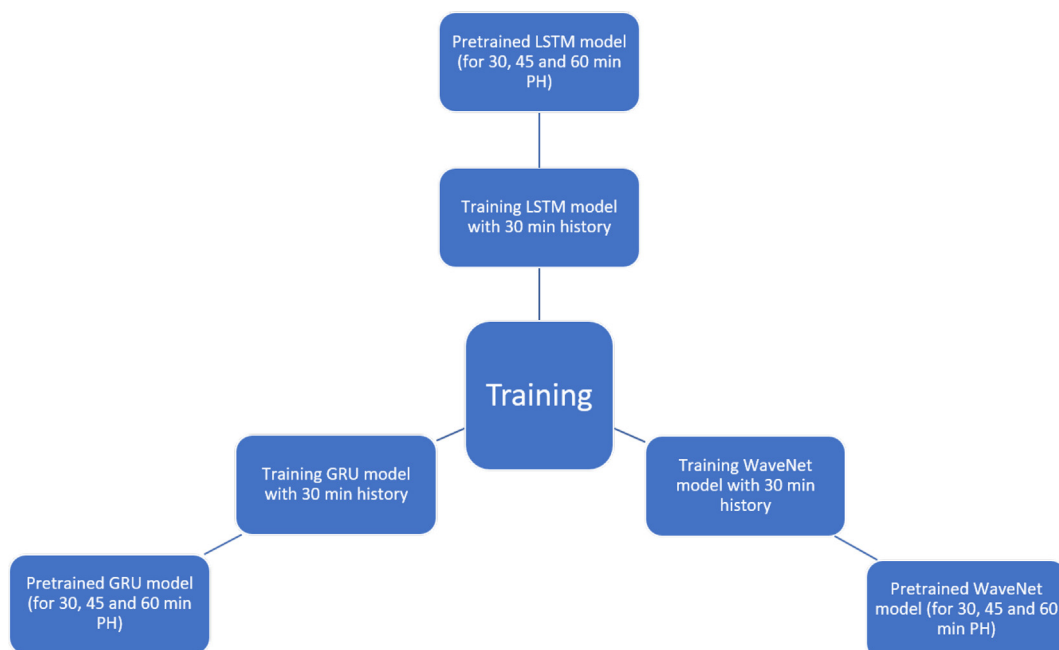 Pretrained LSTM model
(for 30, 45 and 60 min
PH)
Training LSTM model
with 30 min history
Training
Training GRU model
with 30 min history
Training WaveNet
model with 30 min
history
Pretrained GRU model
(for 30, 45 and 60 min
PH)
Pretrained WaveNet
model (for 30, 45 and 60
min PH)